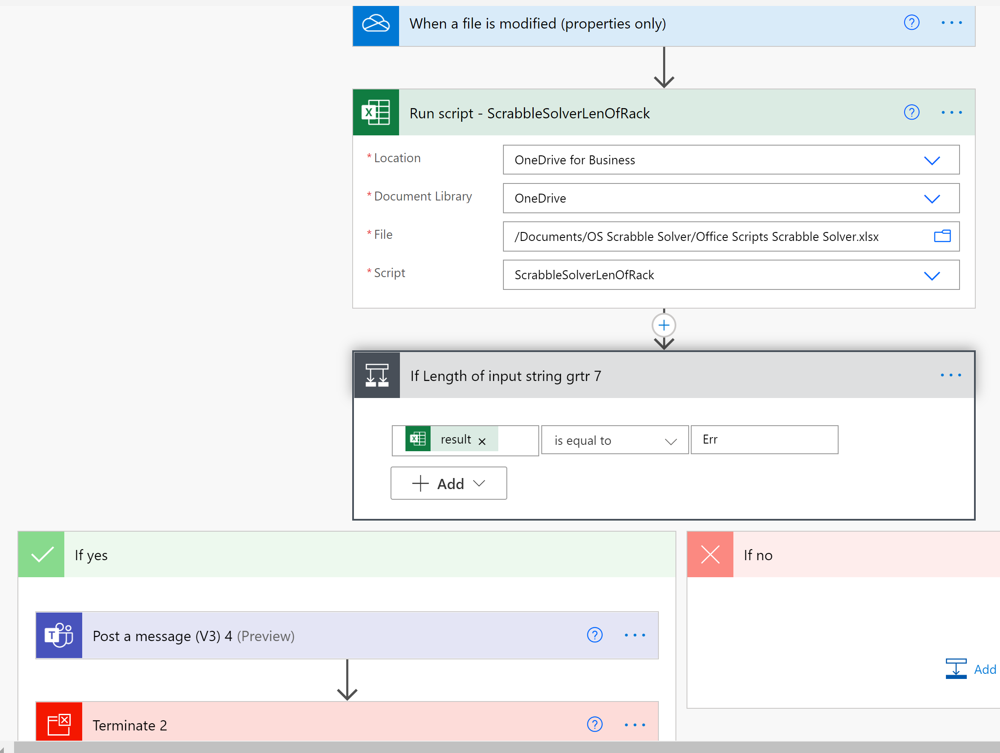 When a file is modified (properties only)
Run script - ScrabbleSolverLenOfRack
* Location
OneDrive for Business
* Document Library
OneDrive
* File
/Documents/OS Scrabble Solver/Office Scripts Scrabble Solver.xlsx
* Script
ScrabbleSolverLenOfRack
If Length of input string grtr 7
result
is equal to
Err
Add
If yes
If no
Post a message (V3) 4 (Preview)
Add
Terminate 2